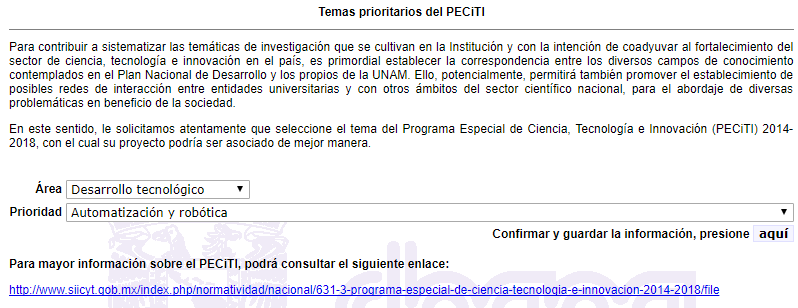 Temas prioritarios del PECiTI
Para contribuir a sistematizar las temáticas de investigación que se cultivan en la Institución y con la intención de coadyuvar al fortalecimiento del
sector de ciencia, tecnología e innovación en el país, es primordial establecer la correspondencia entre los diversos campos de conocimiento
contemplados en el Plan Nacional de Desarrollo y los propios de la UNAM. Ello, potencialmente, permitirá también promover el establecimiento de
posibles redes de interacción entre entidades universitarias y con otros ámbitos del sector científico nacional, para el abordaje de diversas
problemáticas en beneficio de la sociedad.
En este sentido, le solicitamos atentamente que seleccione el tema del Programa Especial de Ciencia, Tecnología e Innovación (PECiTI) 2014-
2018, con el cual su proyecto podría ser asociado de mejor manera.
Área Desarrollo tecnológico
Prioridad Automatización y robótica
Confirmar y guardar la información, presione aquí
Para mayor información sobre el PECiTI, podrá consultar el siguiente enlace:
http://www.siicyt.gob.mx/index.php/normatividad/nacional/631-3-programa-especial-de-ciencia-tecnologia-e-innovacion-2014-2018/file